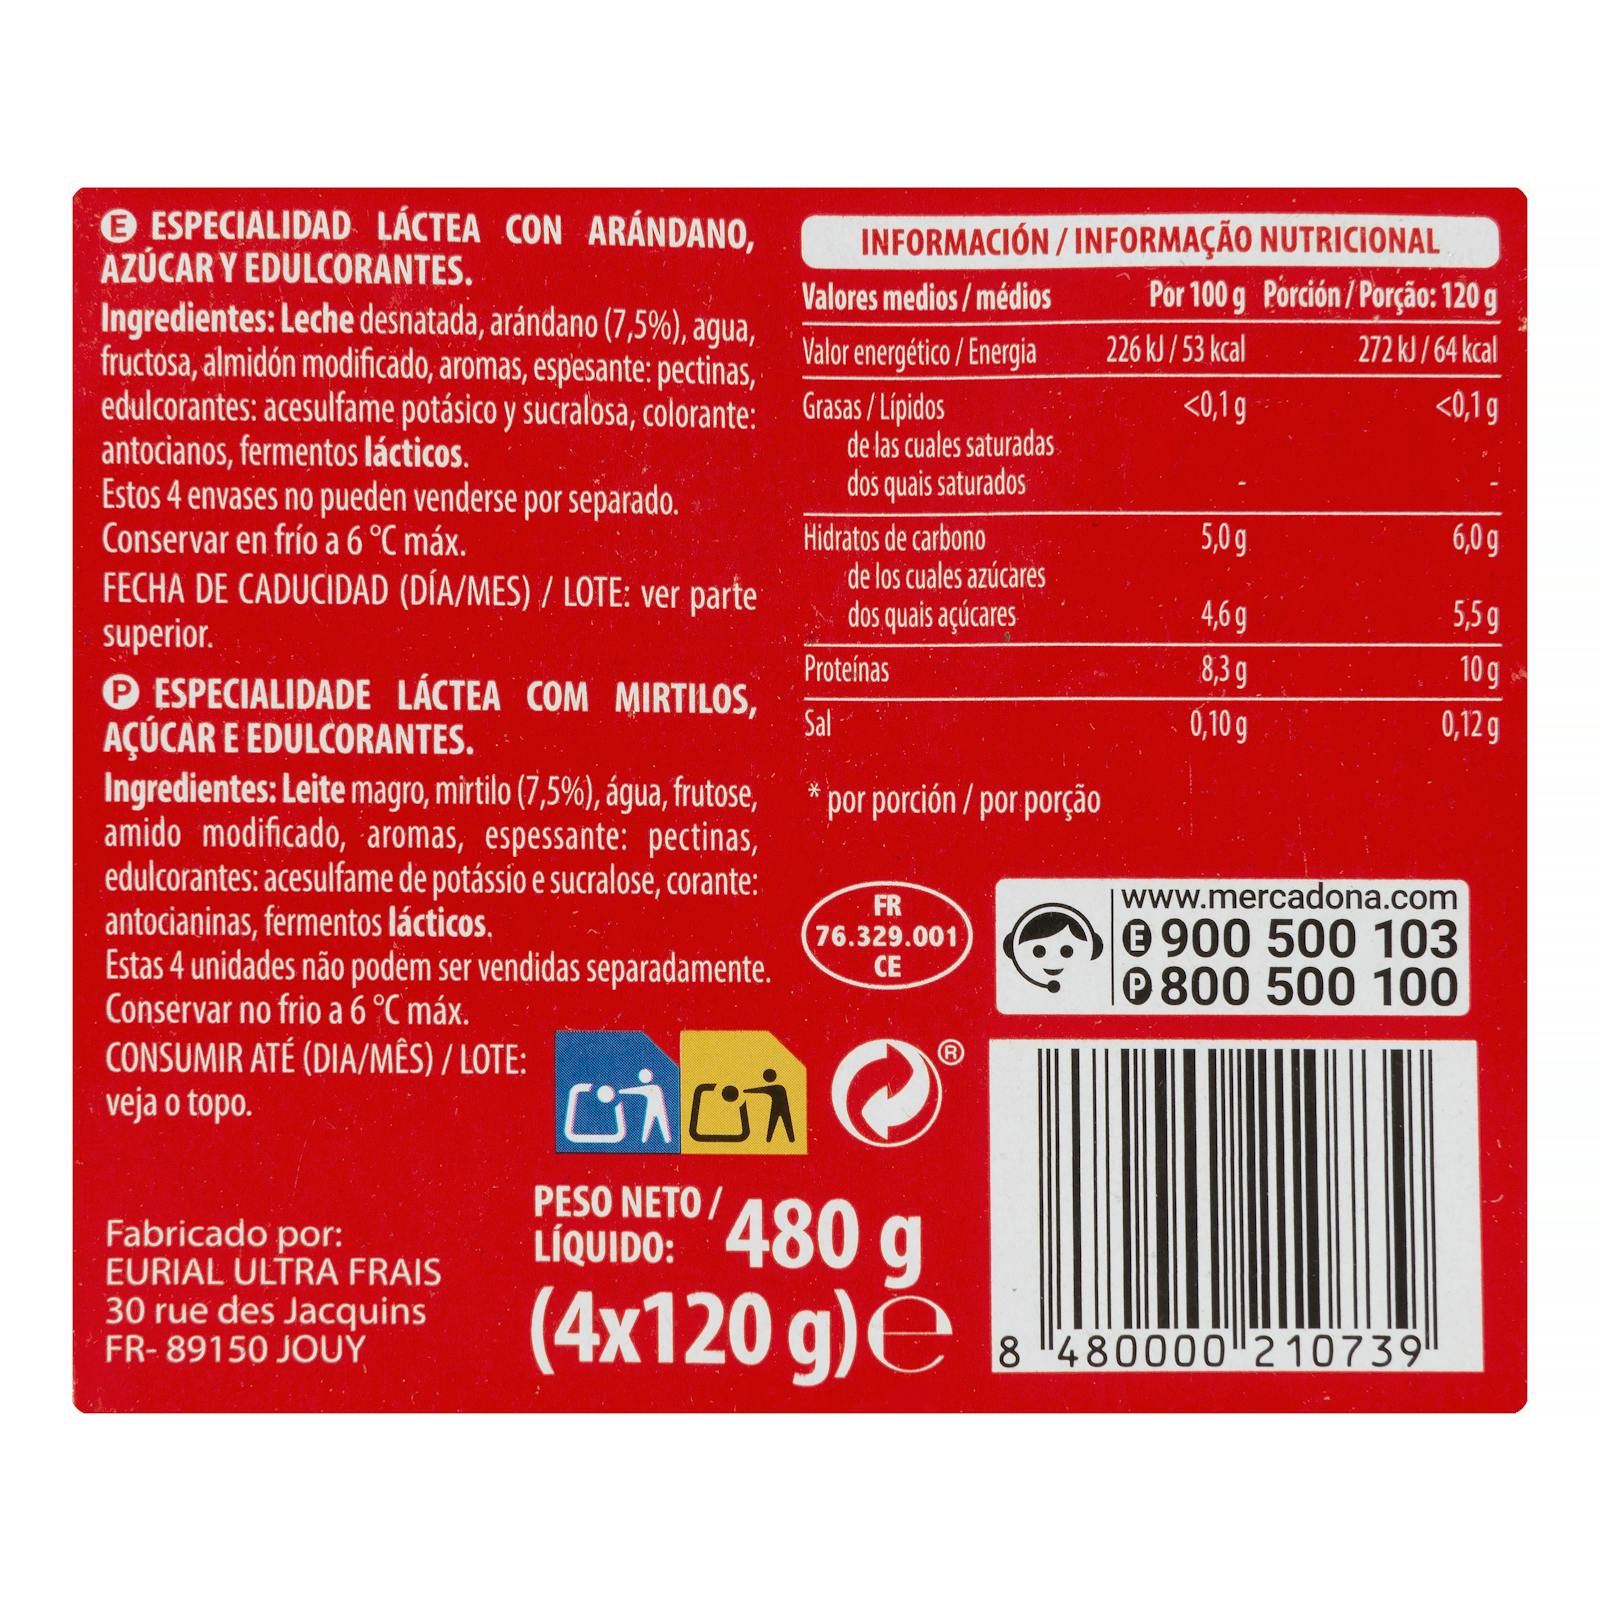 E ESPECIALIDAD LÁCTEA CON ARÁNDANO,
AZÚCAR Y EDULCORANTES.
Ingredientes: Leche desnatada, arándano (7,5%), agua,
fructosa, almidón modificado, aromas, espesante: pectinas,
edulcorantes: acesulfame potásico y sucralosa, colorante:
antocianos, fermentos lácticos.
Estos 4 envases no pueden venderse por separado.
Conservar en frío a 6 °C máx.
FECHA DE CADUCIDAD (DÍA/MES) / LOTE: ver parte
superior.
P ESPECIALIDADE LÁCTEA COM MIRTILOS,
AÇÚCAR E EDULCORANTES.
Ingredientes: Leite magro, mirtilo (7,5%), água, frutose,
amido modificado, aromas, espessante: pectinas,
edulcorantes: acesulfame de potássio e sucralose, corante:
antocianinas, fermentos lácticos.
Estas 4 unidades não podem ser vendidas separadamente.
Conservar no frio a 6 °C máx.
CONSUMIR ATÉ (DIA/MÊS) / LOTE:
veja o topo.
Fabricado por:
EURIAL ULTRA FRAIS
30 rue des Jacquins
FR- 89150 JOUY
PESO NETO /
LÍQUIDO: 480 g
(4x120 g) e
INFORMACIÓN / INFORMAÇÃO NUTRICIONAL
Valores medios / médios Por 100 g Porción / Porção: 120 g
Valor energético / Energia 226 kJ / 53 kcal 272 kJ / 64 kcal
Grasas / Lípidos <0,1 g <0,1 g
de las cuales saturadas
dos quais saturados - -
Hidratos de carbono 5,0 g 6,0 g
de los cuales azúcares
dos quais açúcares 4,6 g 5,5 g
Proteínas 8,3 g 10 g
Sal 0,10 g 0,12 g
* por porción / por porção
FR
76.329.001
CE
www.mercadona.com
E 900 500 103
P 800 500 100
®
8 480000 210739